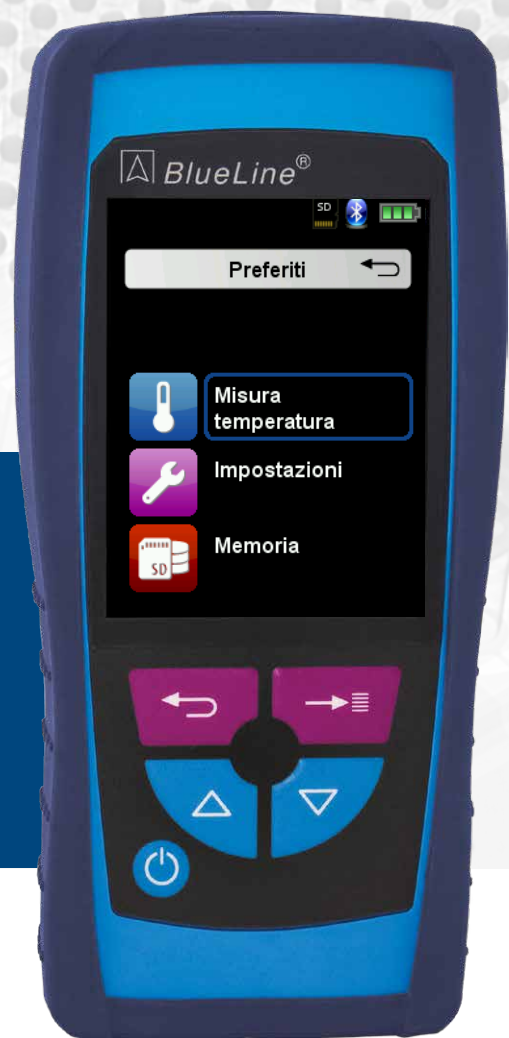 BlueLine®
SD
Preferiti
Misura
temperatura
Impostazioni
SD
Memoria